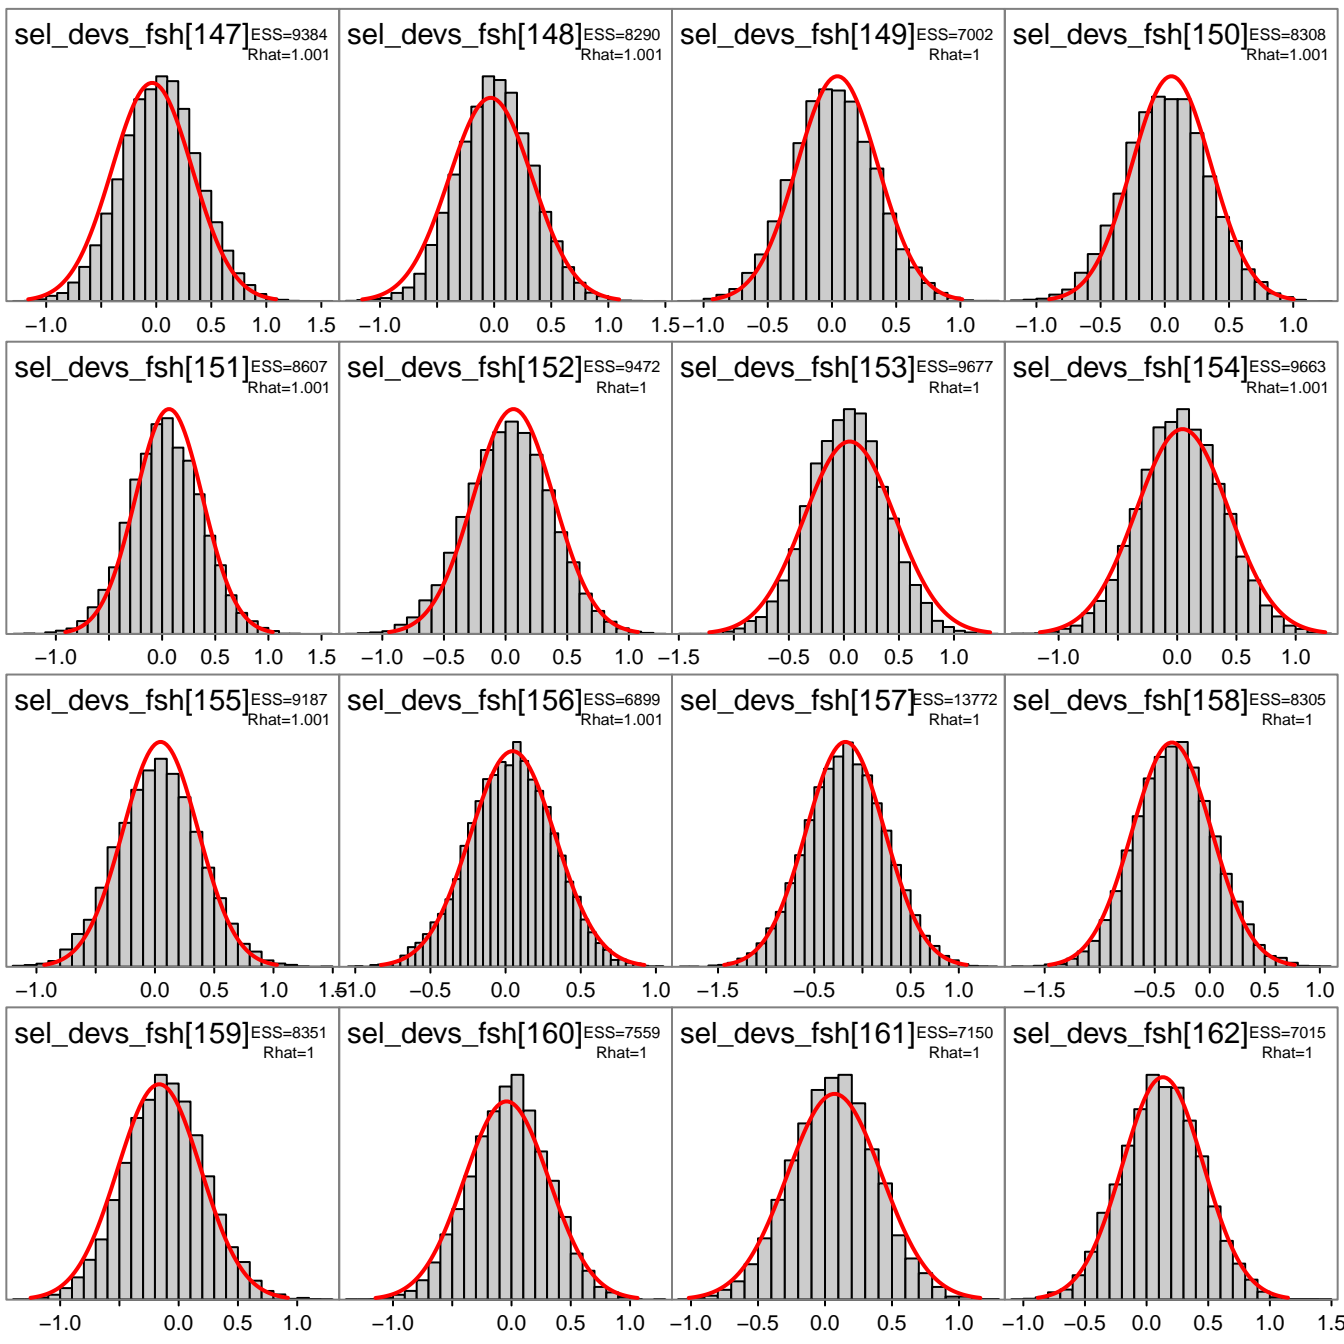 sel_devs_fsh[147] ESS=9384
Rhat=1.001
sel_devs_fsh[148] ESS=8290
Rhat=1.001
sel_devs_fsh[149] ESS=7002
Rhat=1
sel_devs_fsh[150] ESS=8308
Rhat=1.001
−1.0 0.0 0.5 1.0 1.5
−1.0 0.0 0.5 1.0 1.5
−1.0 −0.5 0.0 0.5 1.0
−1.0 −0.5 0.0 0.5 1.0
sel_devs_fsh[151] ESS=8607
Rhat=1.001
sel_devs_fsh[152] ESS=9472
Rhat=1
sel_devs_fsh[153] ESS=9677
Rhat=1
sel_devs_fsh[154] ESS=9663
Rhat=1.001
−1.0 0.0 0.5 1.0 1.5
−1.0 −0.5 0.0 0.5 1.0
−1.5 −0.5 0.0 0.5 1.0
−1.0 0.0 0.5 1.0
sel_devs_fsh[155] ESS=9187
Rhat=1.001
sel_devs_fsh[156] ESS=6899
Rhat=1.001
sel_devs_fsh[157] ESS=13772
Rhat=1
sel_devs_fsh[158] ESS=8305
Rhat=1
−1.0 0.0 0.5 1.0 1.5
−1.0 −0.5 0.0 0.5 1.0
−1.5 −0.5 0.5 1.0
−1.5 −0.5 0.0 0.5 1.0
sel_devs_fsh[159] ESS=8351
Rhat=1
sel_devs_fsh[160] ESS=7559
Rhat=1
sel_devs_fsh[161] ESS=7150
Rhat=1
sel_devs_fsh[162] ESS=7015
Rhat=1
−1.0 0.0 0.5 1.0
−1.0 0.0 0.5 1.0
−1.0 −0.5 0.0 0.5 1.0
−1.0 0.0 0.5 1.0 1.5